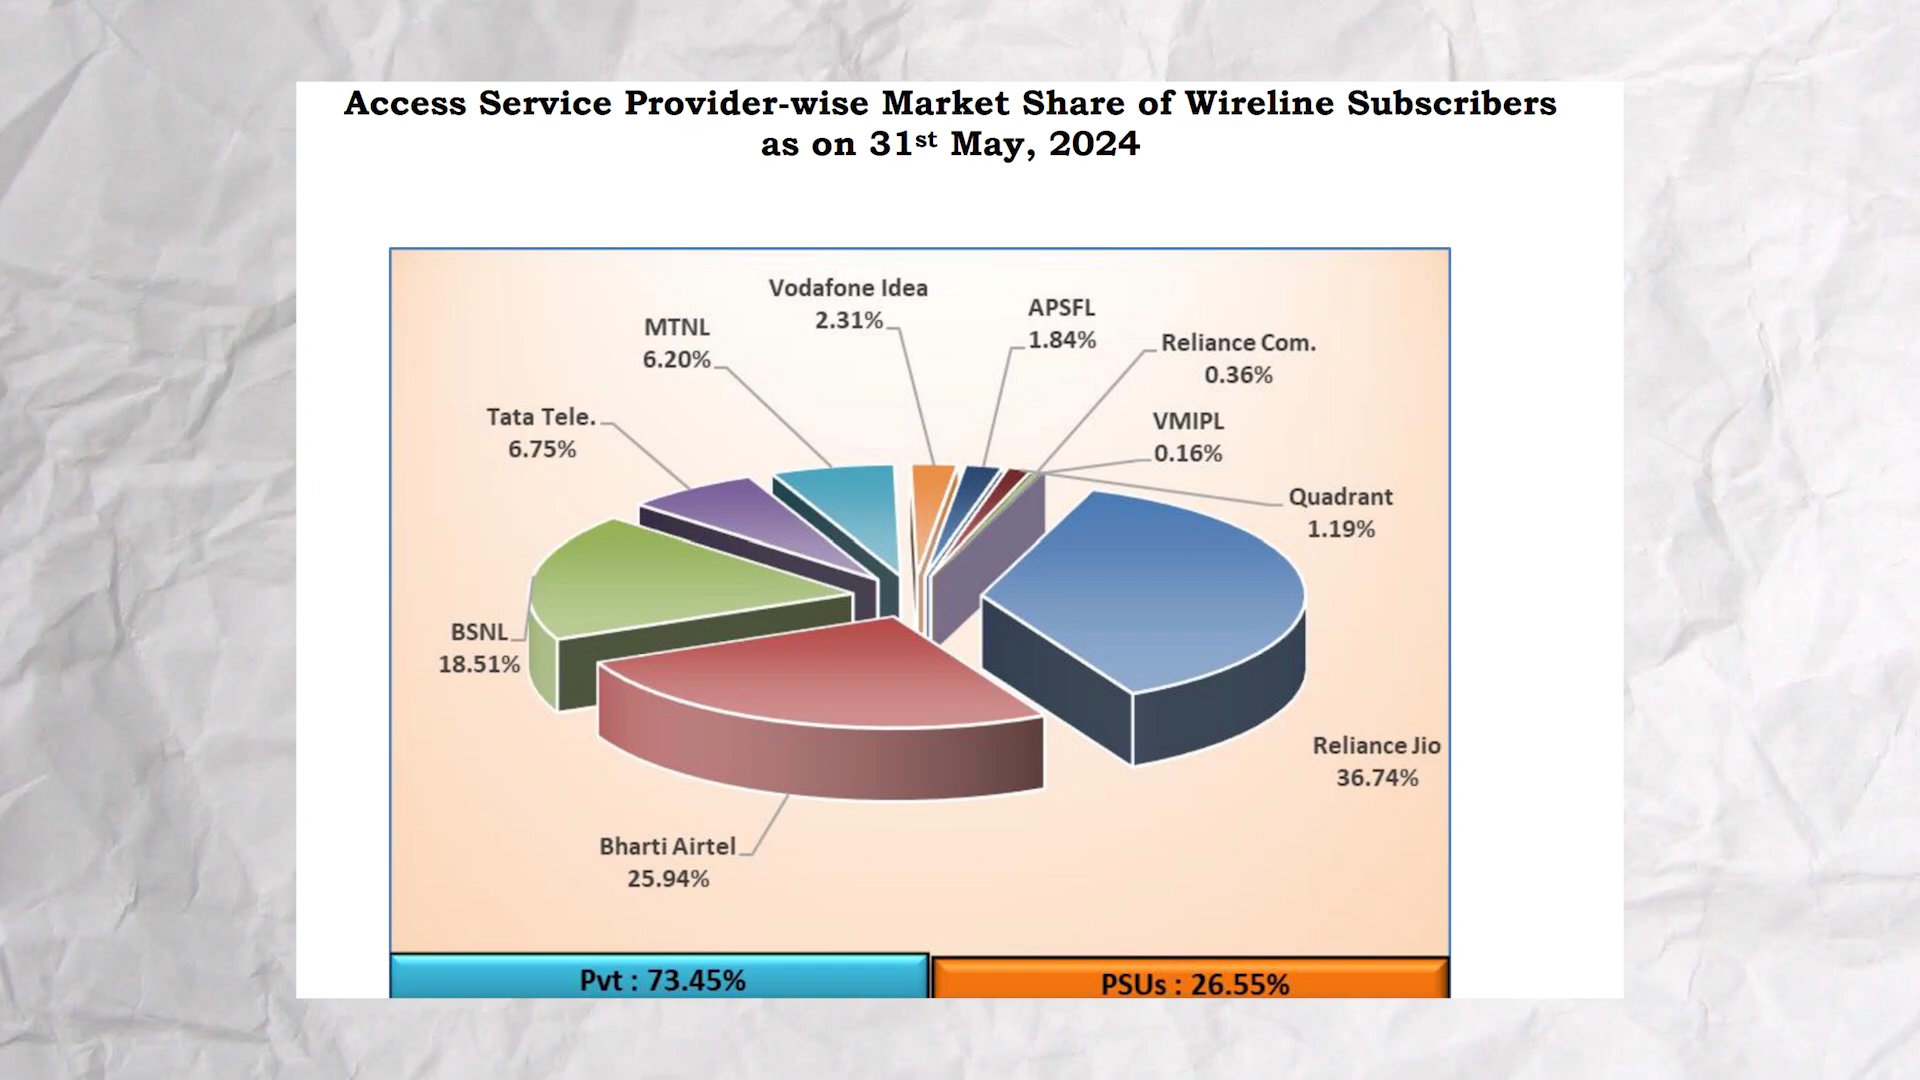 Access Service Provider-wise Market Share of Wireline Subscribers
as on 31st May, 2024
Vodafone Idea
2.31%
APSFL
1.84%
MTNL
6.20%
Reliance Com.
0.36%
Tata Tele.
6.75%
VMIPL
0.16%
Quadrant
1.19%
BSNL
18.51%
Reliance Jio
36.74%
Bharti Airtel
25.94%
Pvt : 73.45%
PSUs : 26.55%